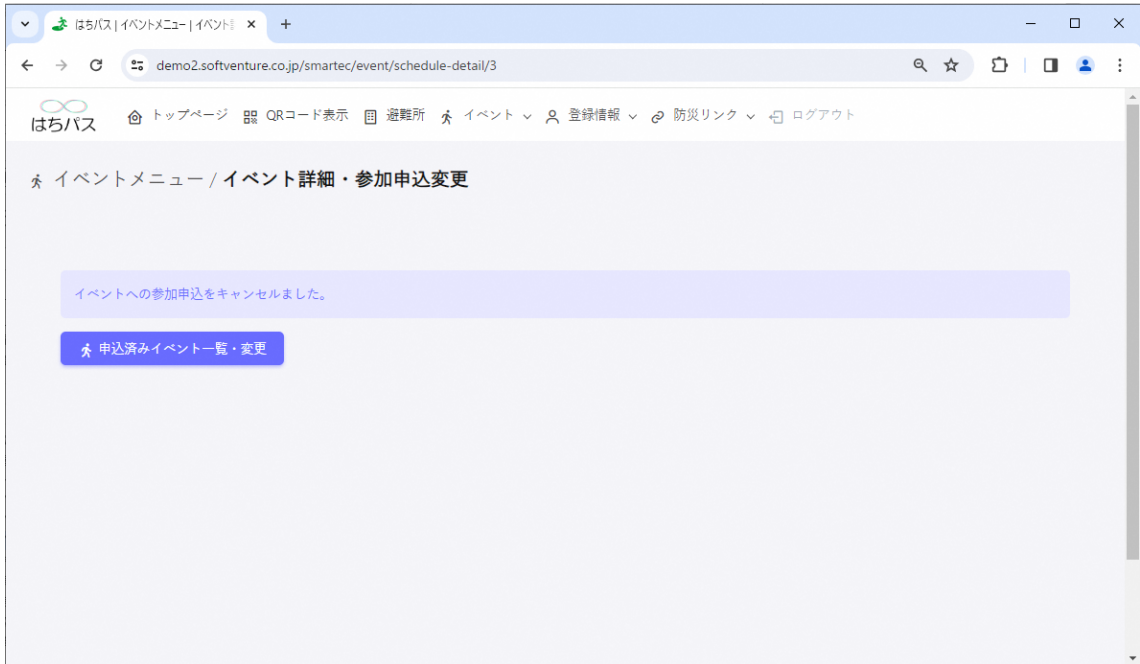 はちパス | イベントメニュー | イベント
demo2.softventure.co.jp/smartec/event/schedule-detail/3
はちパス トップページ QRコード表示 避難所 イベント 登録情報 防災リンク ログアウト
イベントメニュー / イベント詳細・参加申込変更
イベントへの参加申込をキャンセルました。
申込済みイベント一覧・変更